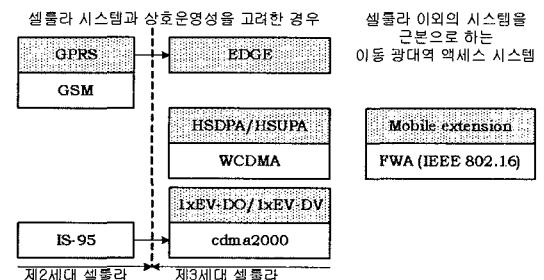 셀룰라 시스템과 상호운영성을 고려한 경우
셀룰라 이외의 시스템을
근본으로 하는
이동 광대역 액세스 시스템
GPRS
EDGE
GSM
HSDPA/HSUPA
Mobile extension
WCDMA
FWA (IEEE 802.16)
1xEV-DO/1xEV-DV
IS-95
cdma2000
제2세대 셀룰라
제3세대 셀룰라